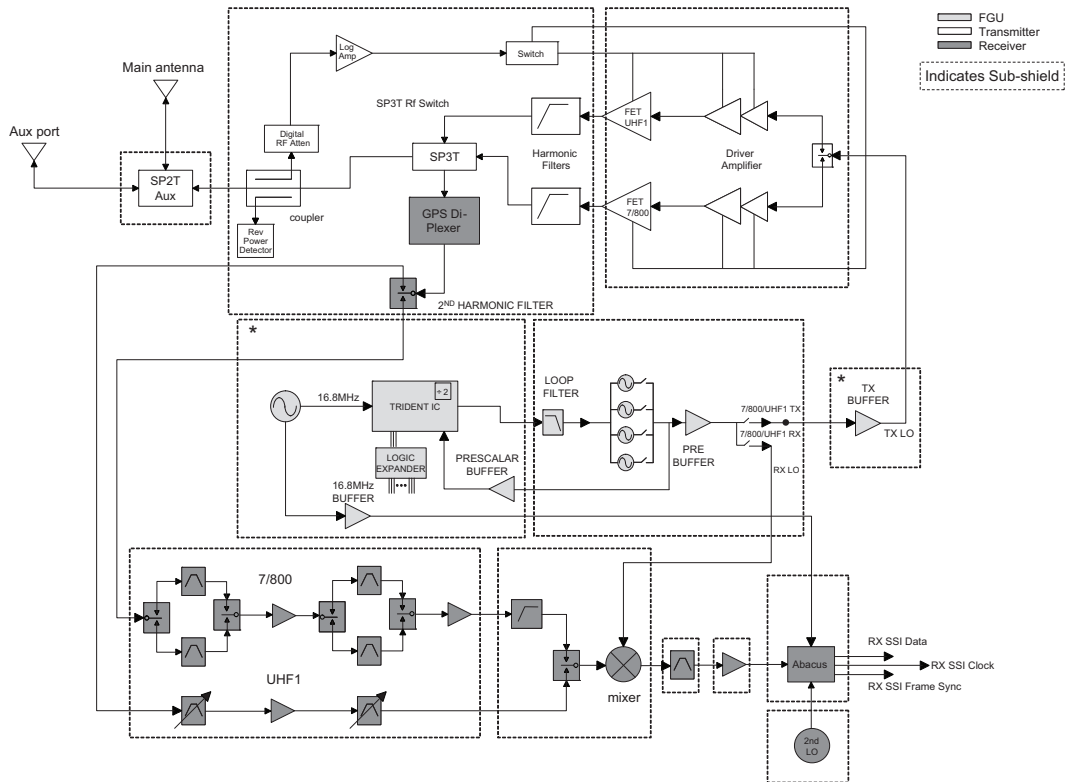 FGU
Transmitter
Receiver
Indicates Sub-shield
Main antenna
Aux port
SP2T
Aux
Log
Amp
Switch
SP3T Rf Switch
Digital
RF Atten
SP3T
coupler
Rev
Power
Detector
GPS Di-
Plexer
Harmonic
Filters
FET
UHF1
FET
7/800
Driver
Amplifier
2ND HARMONIC FILTER
*
16.8MHz
÷2
TRIDENT IC
LOGIC
EXPANDER
PRESCALAR
BUFFER
16.8MHz
BUFFER
LOOP
FILTER
PRE
BUFFER
7/800/UHF1 TX
7/800/UHF1 RX
RX LO
*
TX
BUFFER
TX LO
7/800
UHF1
mixer
Abacus
RX SSI Data
RX SSI Clock
RX SSI Frame Sync
2nd
LO